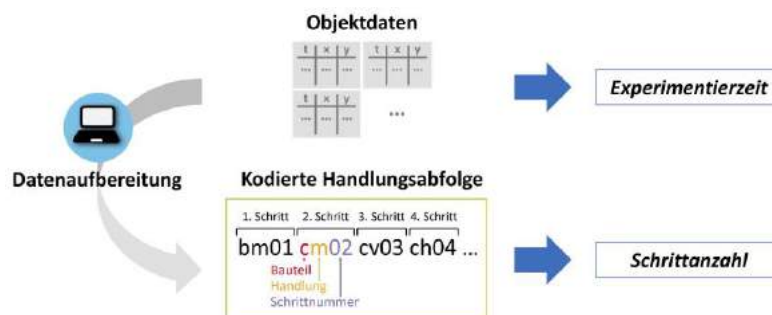 Objektdaten
t x y t x y
... ... ... ... ... ...
t x y
... ... ... ...
Experimentierzeit
Datenaufbereitung
Kodierte Handlungsabfolge
1. Schritt 2. Schritt 3. Schritt 4. Schritt
bm01 cm02 cv03 ch04 ...
Bauteil
Handlung
Schrittnummer
Schrittanzahl